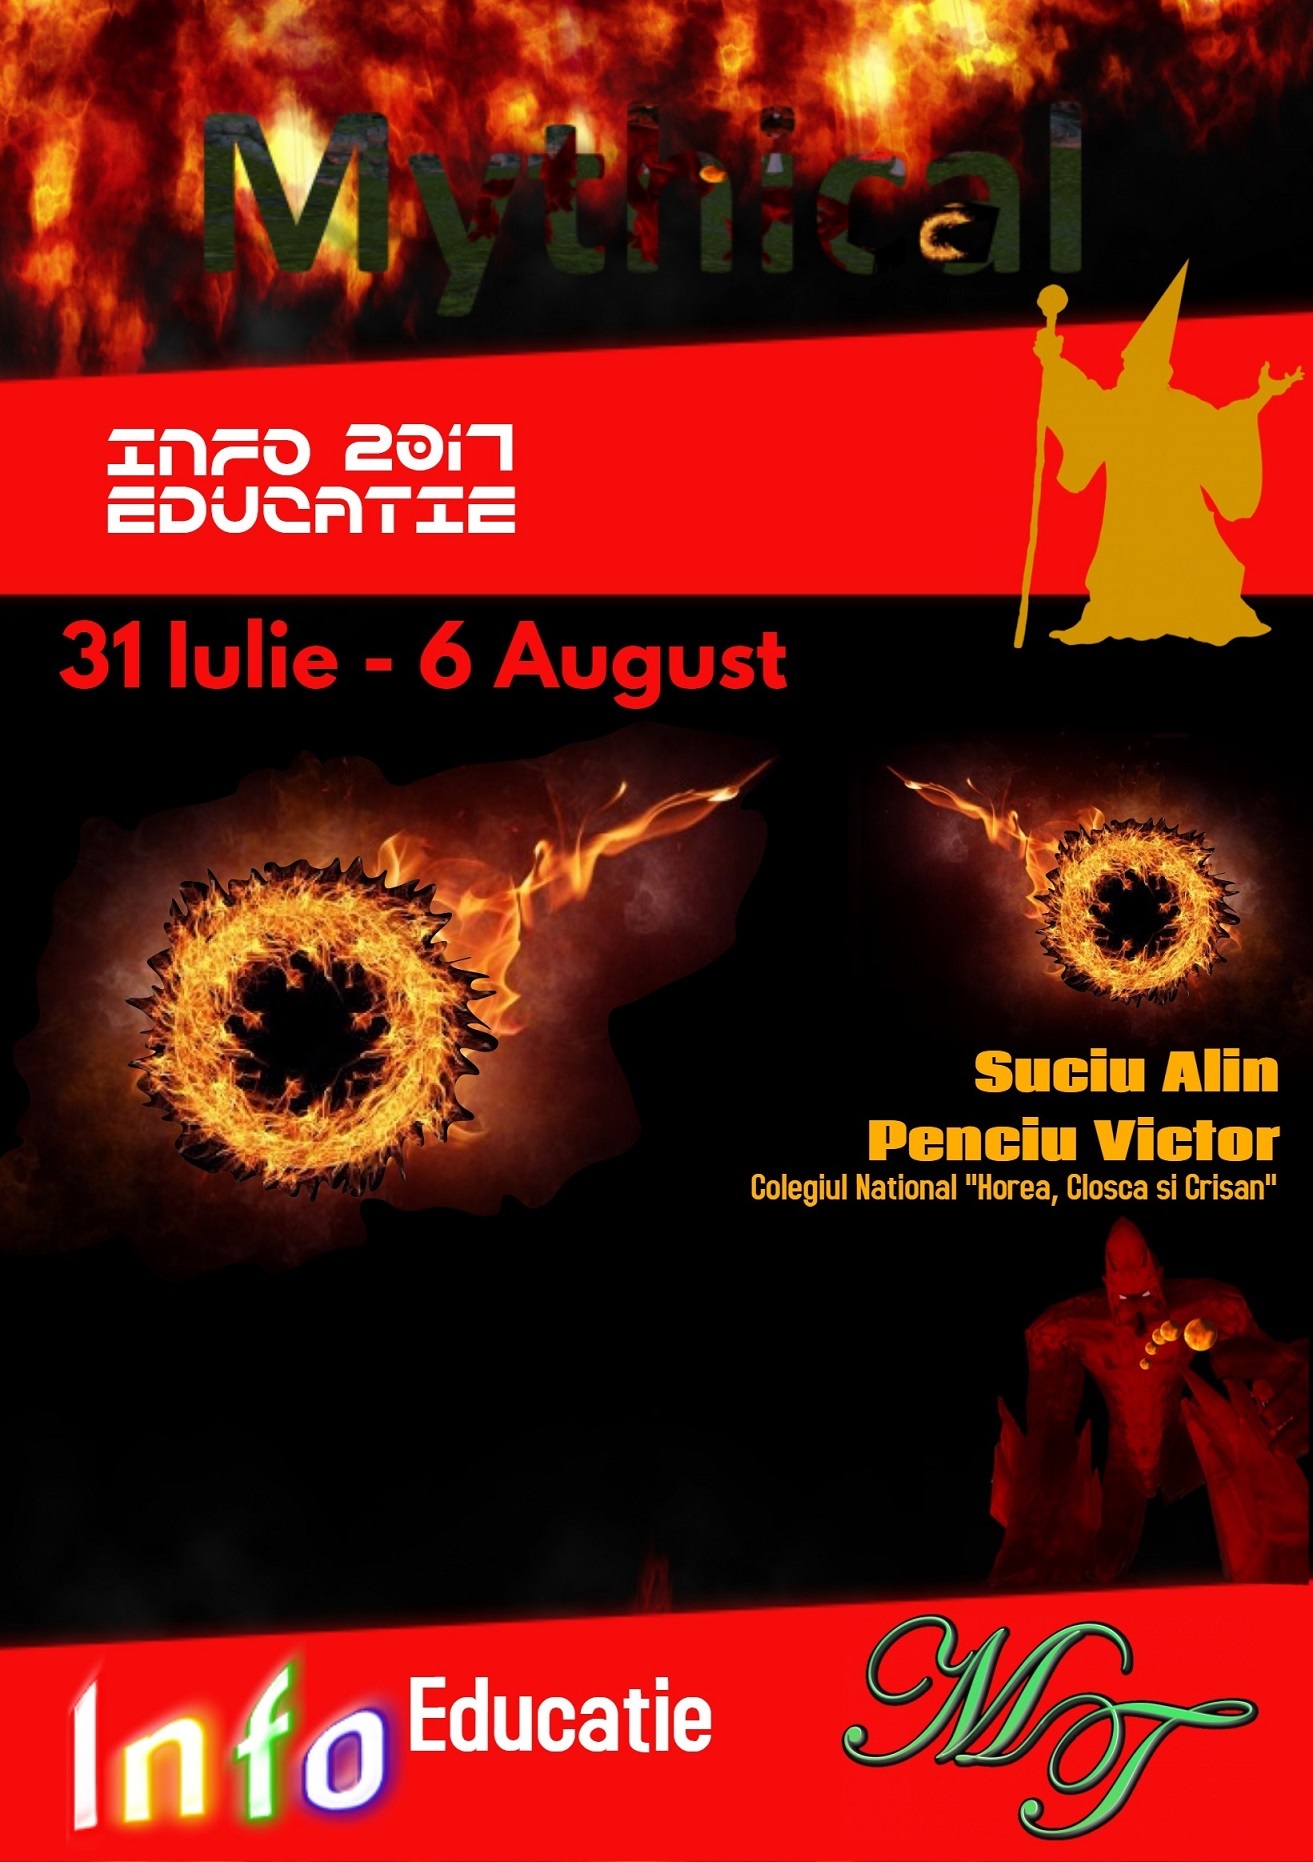 Mythical
INFO 2017
EDUCATIE
31 Iulie - 6 August
Suciu Alin
Penciu Victor
Colegiul National "Horea, Closca si Crisan"
Info Educatie
MT